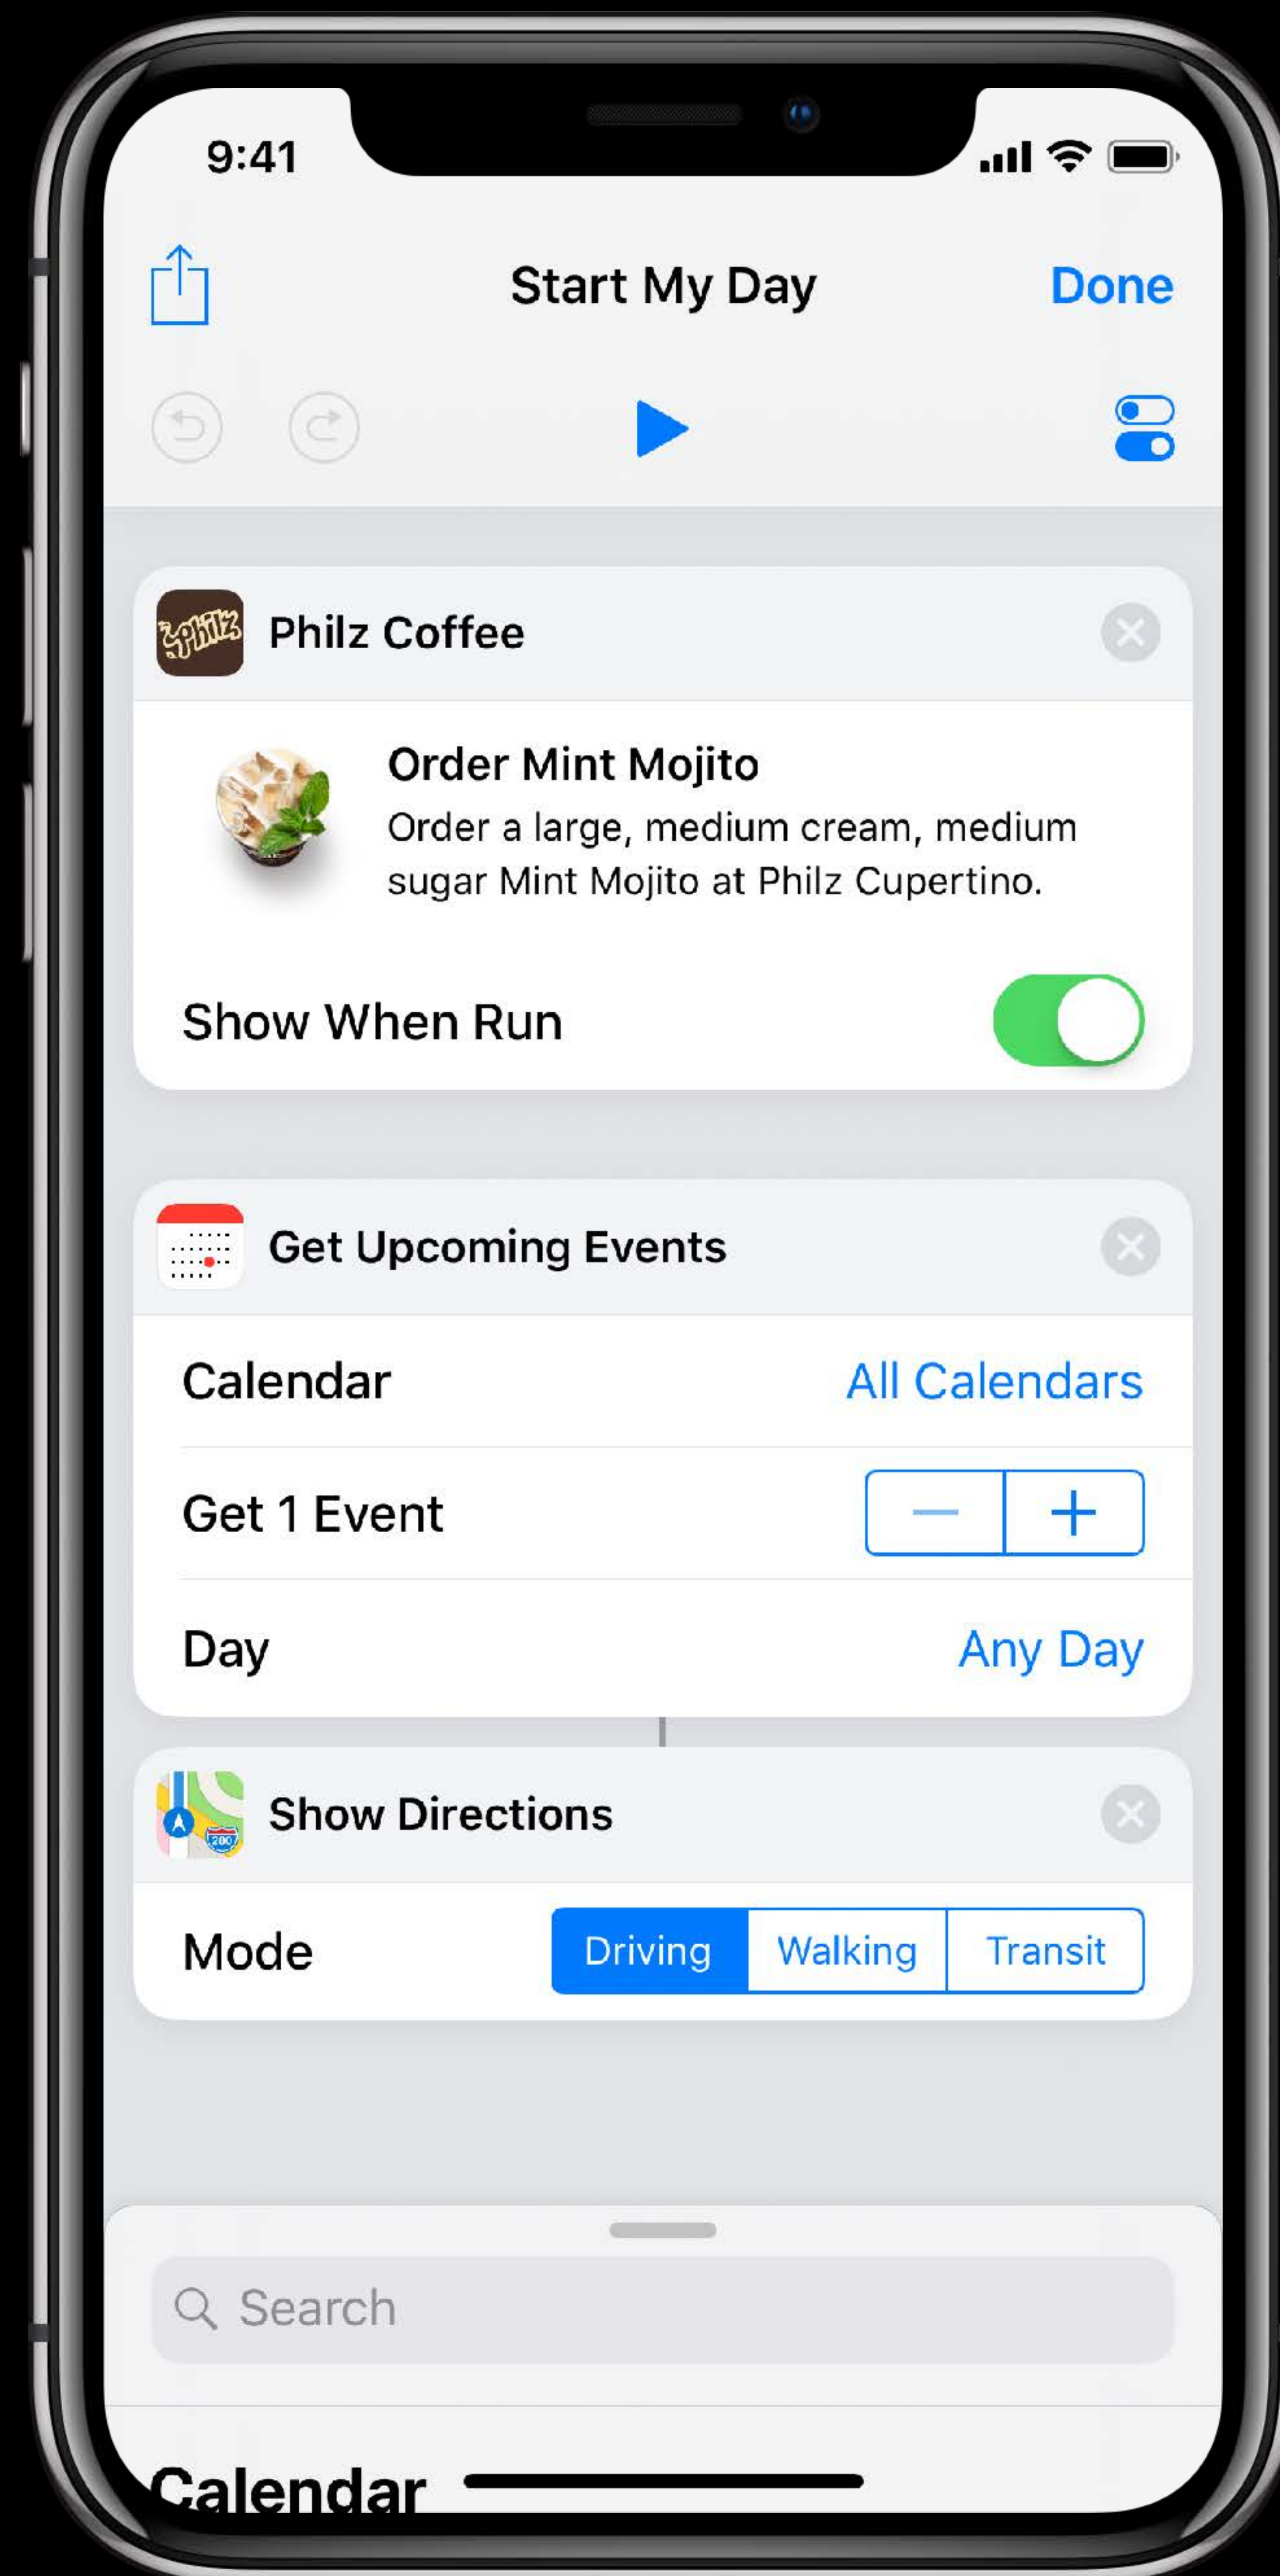 9:41
Start My Day
Done
Philz
Philz Coffee
Order Mint Mojito
Order a large, medium cream, medium
sugar Mint Mojito at Philz Cupertino.
Show When Run
Get Upcoming Events
Calendar
All Calendars
Get 1 Event
Day
Any Day
280
Show Directions
Mode
Driving
Walking
Transit
Search
Calendar